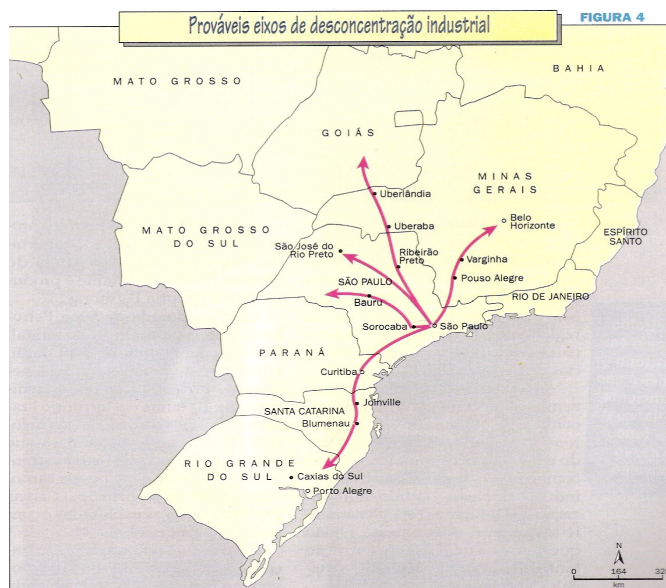 Prováveis eixos de desconcentração industrial
FIGURA 4
BAHIA
MATO GROSSO
GOIÁS
MINAS
GERAIS
Uberlândia
Belo
Horizonte
MATO GROSSO
DO SUL
Uberaba
ESPÍRITO
SANTO
São José do
Rio Preto
Ribeirão
Preto
Varginha
SÃO PAULO
Pouso Alegre
Bauru
RIO DE JANEIRO
Sorocaba
São Paulo
PARANÁ
Curitiba
Joinville
SANTA CATARINA
Blumenau
RIO GRANDE
DO SUL
Caxias do Sul
Porto Alegre
N
0 164
km